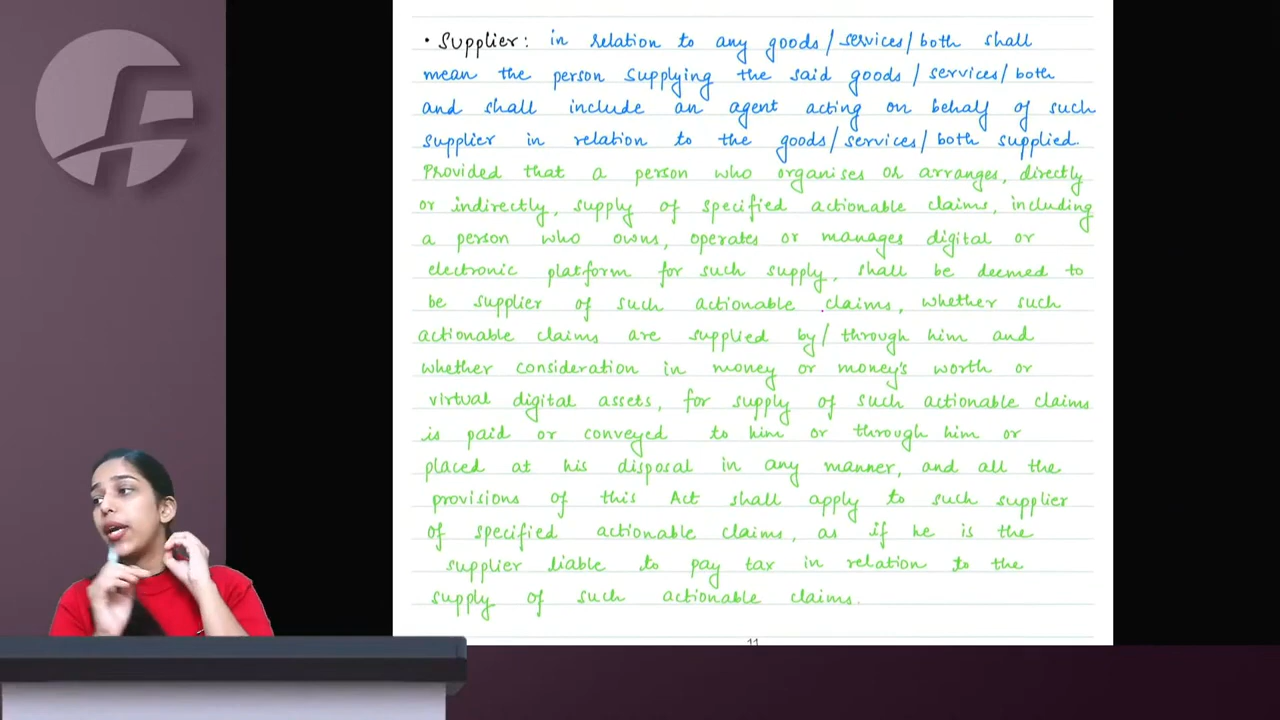 • Supplier: in relation to any goods/services/both shall
mean the person supplying the said goods/services/both
and shall include an agent acting on behalf of such
supplier in relation to the goods/services/both supplied.
Provided that a person who organises or arranges, directly
or indirectly, supply of specified actionable claims, including
a person who owns, operates or manages digital or
electronic platform for such supply, shall be deemed to
be supplier of such actionable claims, whether such
actionable claims are supplied by/through him and
whether consideration in money or money's worth or
virtual digital assets, for supply of such actionable claims
is paid or conveyed to him or through him or
placed at his disposal in any manner, and all the
provisions of this Act shall apply to such supplier
of specified actionable claims, as if he is the
supplier liable to pay tax in relation to the
supply of such actionable claims.
11